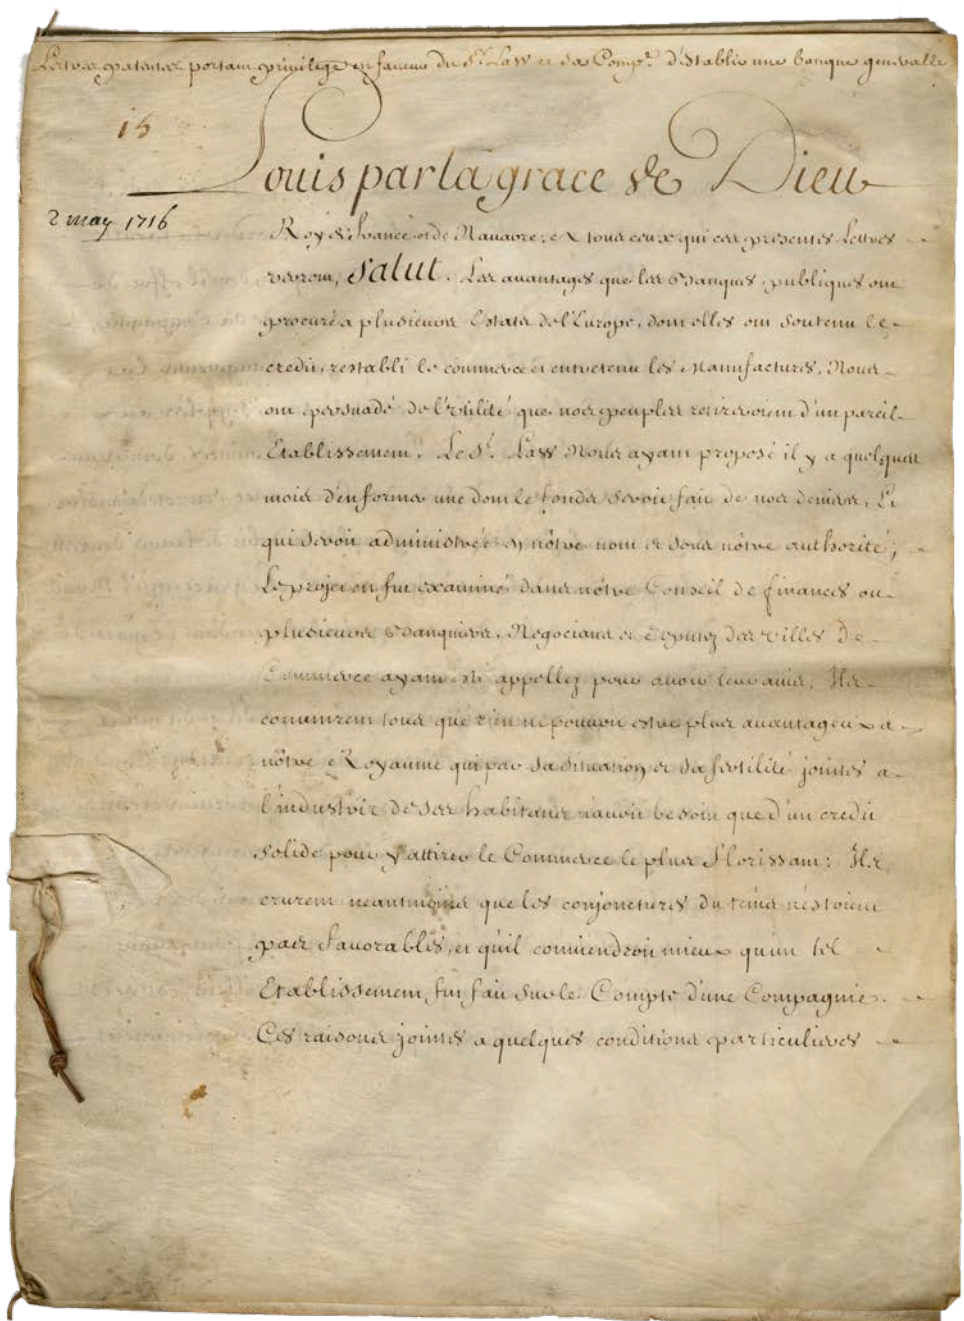 Lettres patentes portant privilege en faveur du Sr. Law et sa Compe. d'establir une banque generalle
15
Louis par la grace de Dieu
2 may 1716
Roy de france et de Navarre, a tous ceux qui ces presentes Lettres
verront, Salut. Les avantages que les Banques publiques ont
procuré a plusieurs Estats de l'Europe, dont elles ont soutenu le
credit, restabli le commerce et entretenu les Manufactures, Nous
ont persuadé de l'utilité que nos peuples retireroient d'un pareil
Etablissement. Le Sr. Law Nous ayant proposé il y a quelques
mois d'en former une dont le fonds seroit fait de nos deniers, Et
qui seroit administrée en nôtre nom et sous nôtre authorité,
Le projet en fut examiné dans nôtre Conseil de finances ou
plusieurs Banquiers, Negocians et Deputez des Villes de
Commerce ayant esté appellez pour avoir leur avis, Ils
convinrent tous que rien ne pouvoit estre plus avantageux a
nôtre Royaume qui par sa situation et sa fertilité jointes a
l'industrie de ses habitans n'avoit besoin que d'un credit
solide pour y attirer le Commerce le plus florissant; Ils
crurent neantmoins que les conjonctures du tems n'estoient
pas favorables, et qu'il conviendroit mieux qu'un tel
Etablissement fut fait sur le Compte d'une Compagnie.
Ces raisons jointes a quelques conditions particulieres